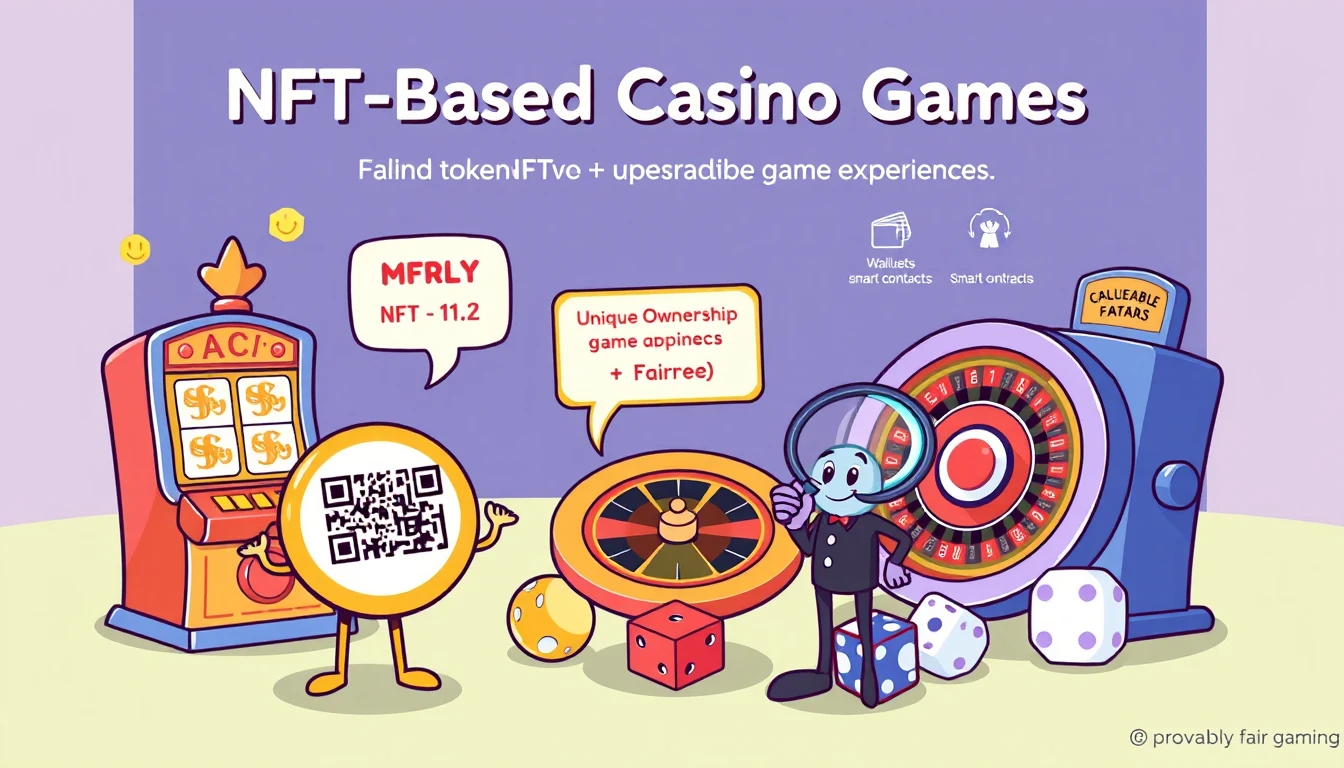 NFT-Based Casino Games
Falind tokenIFTvo + upesradibe game experiences.
MFRLY
NFT - 11.2
Unique Ownership
game appinecs
+ Fairree)
Walluets
smart contacts
Smart ontracts
CALUEABLE
FATARS
ACI
© provably fair gaming